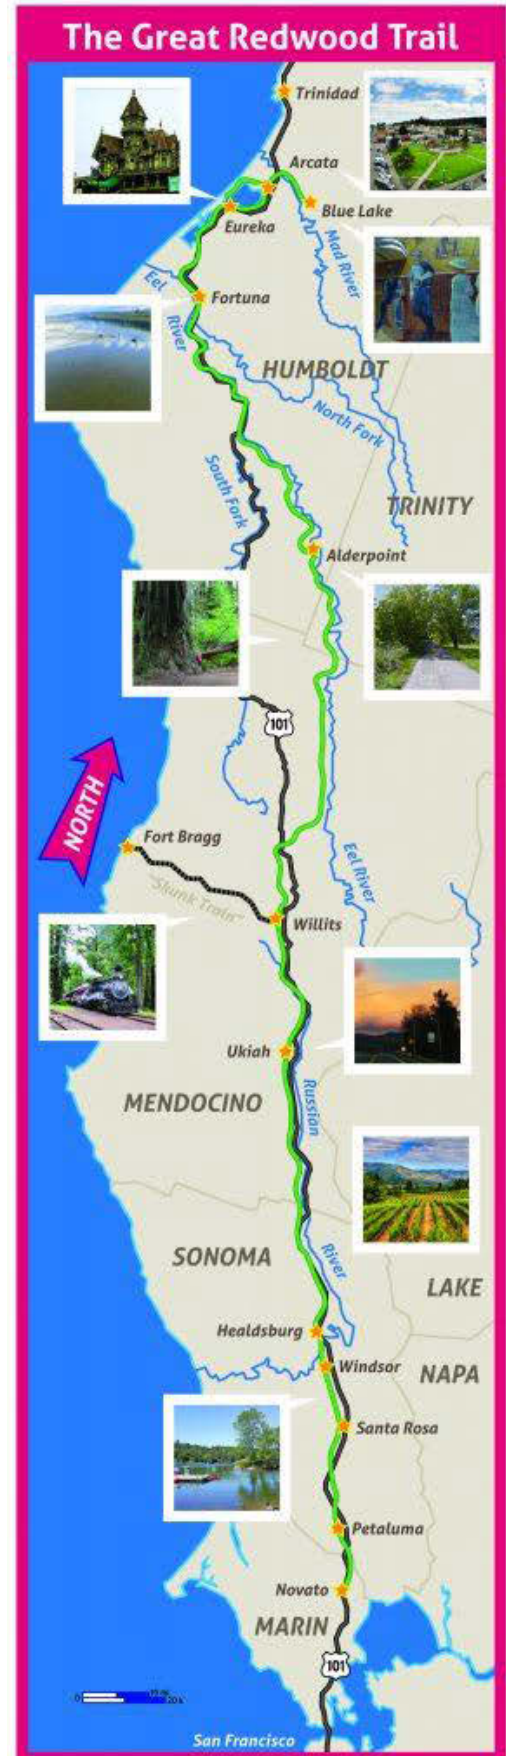 The Great Redwood Trail
Trinidad
Arcata
Blue Lake
Eureka
Mad River
Eel
River
Fortuna
HUMBOLDT
North Fork
South Fork
TRINITY
Alderpoint
101
NORTH
Fort Bragg
"Skunk Train"
Eel River
Willits
Ukiah
Russian
MENDOCINO
SONOMA
River
LAKE
Healdsburg
Windsor
NAPA
Santa Rosa
Petaluma
Novato
MARIN
101
0
San Francisco